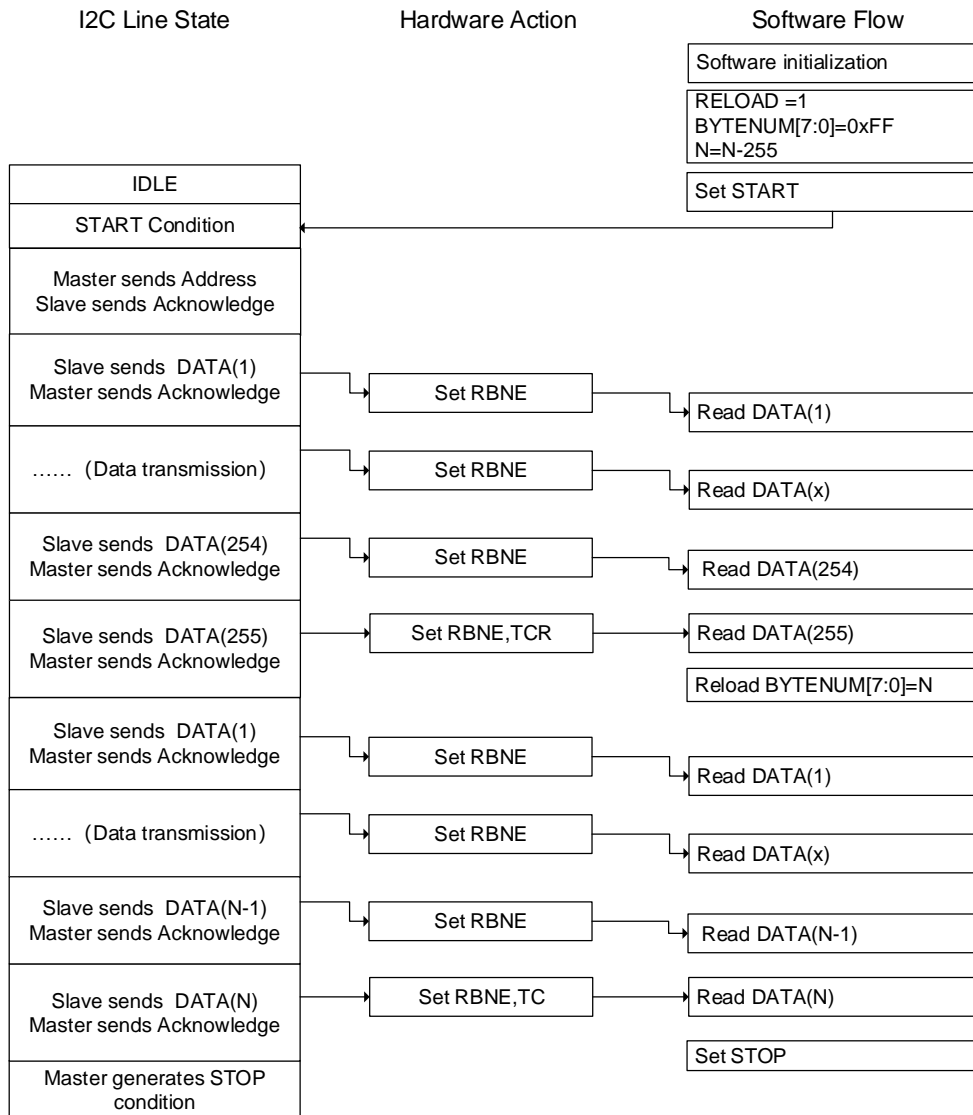 I2C Line State
Hardware Action
Software Flow
Software initialization
RELOAD =1
BYTENUM[7:0]=0xFF
N=N-255
IDLE
Set START
START Condition
Master sends Address
Slave sends Acknowledge
Slave sends DATA(1)
Master sends Acknowledge
Set RBNE
Read DATA(1)
…… (Data transmission)
Set RBNE
Read DATA(x)
Slave sends DATA(254)
Master sends Acknowledge
Set RBNE
Read DATA(254)
Slave sends DATA(255)
Master sends Acknowledge
Set RBNE,TCR
Read DATA(255)
Reload BYTENUM[7:0]=N
Slave sends DATA(1)
Master sends Acknowledge
Set RBNE
Read DATA(1)
…… (Data transmission)
Set RBNE
Read DATA(x)
Slave sends DATA(N-1)
Master sends Acknowledge
Set RBNE
Read DATA(N-1)
Slave sends DATA(N)
Master sends Acknowledge
Set RBNE,TC
Read DATA(N)
Set STOP
Master generates STOP
condition